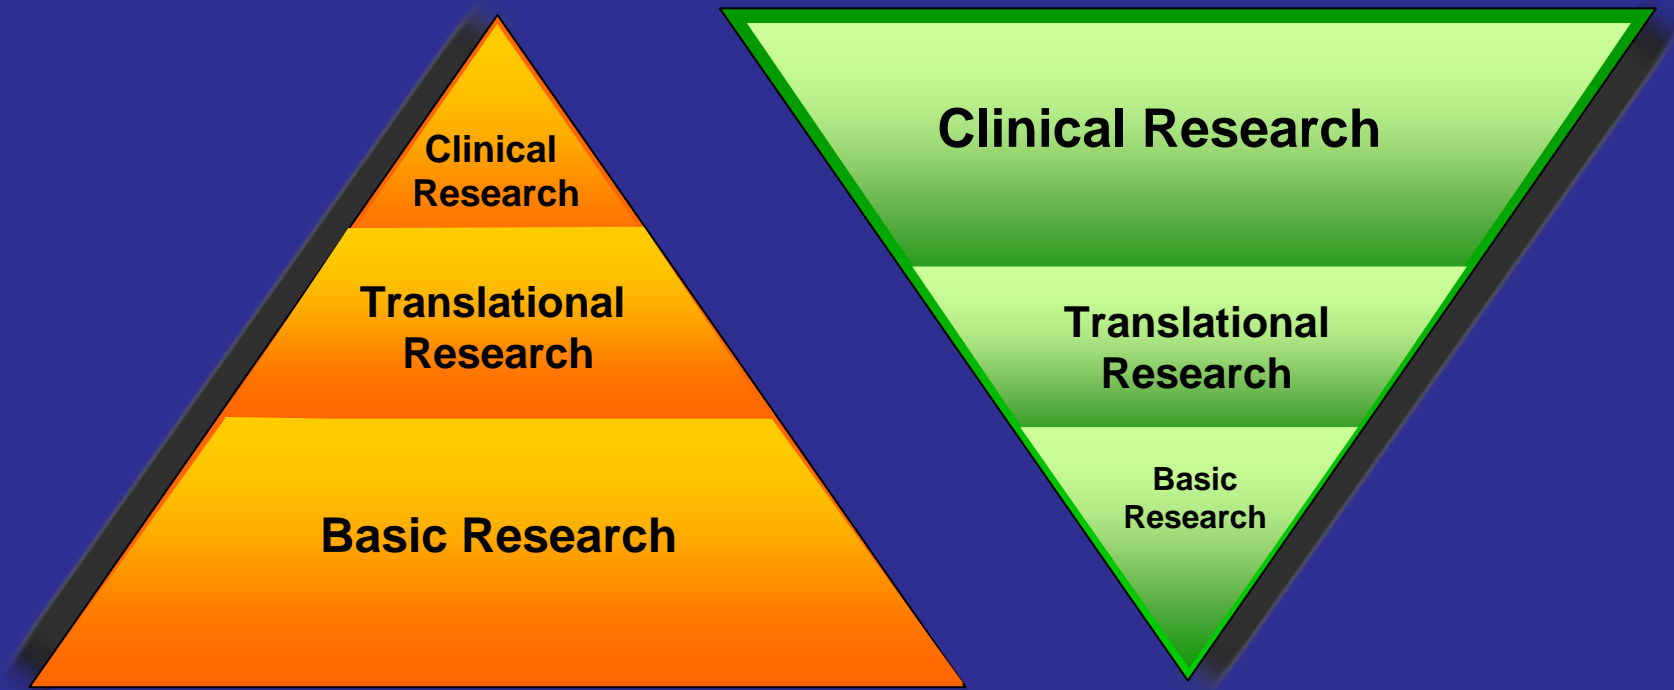 Clinical
Research
Translational
Research
Basic Research
Clinical Research
Translational
Research
Basic
Research